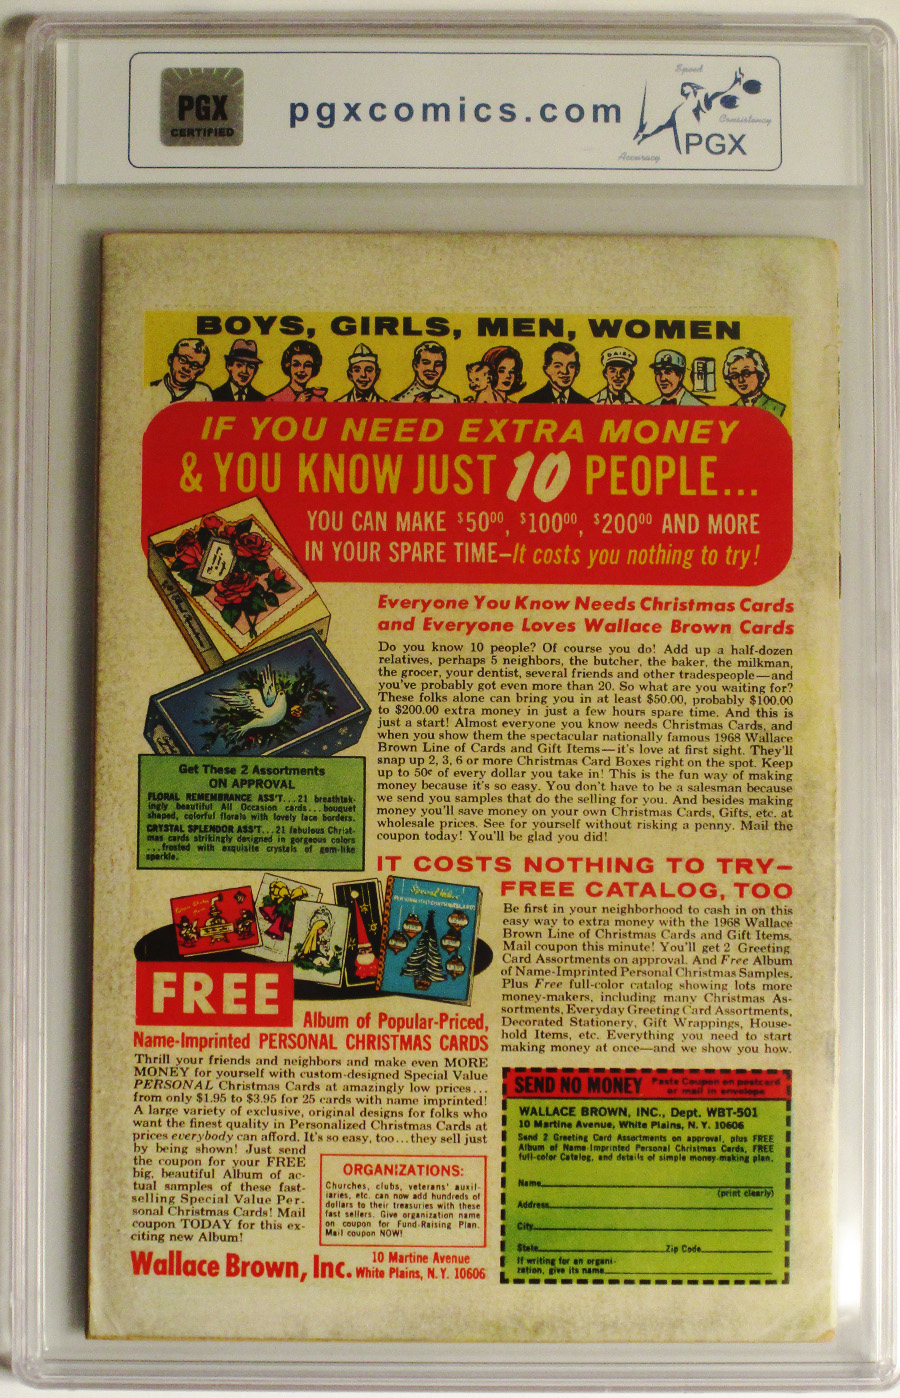 PGX
CERTIFIED
pgxcomics.com
Speed
Consistency
Accuracy
PGX
BOYS, GIRLS, MEN, WOMEN
DAIRY
IF YOU NEED EXTRA MONEY
& YOU KNOW JUST 10 PEOPLE...
YOU CAN MAKE $50⁰⁰, $100⁰⁰, $200⁰⁰ AND MORE
IN YOUR SPARE TIME—It costs you nothing to try!
Everyone You Know Needs Christmas Cards
and Everyone Loves Wallace Brown Cards
Do you know 10 people? Of course you do! Add up a half-dozen
relatives, perhaps 5 neighbors, the butcher, the baker, the milkman,
the grocer, your dentist, several friends and other tradespeople—and
you've probably got even more than 20. So what are you waiting for?
These folks alone can bring you in at least $50.00, probably $100.00
to $200.00 extra money in just a few hours spare time. And this is
just a start! Almost everyone you know needs Christmas Cards, and
when you show them the spectacular nationally famous 1968 Wallace
Brown Line of Cards and Gift Items—it's love at first sight. They'll
snap up 2, 3, 6 or more Christmas Card Boxes right on the spot. Keep
up to 50¢ of every dollar you take in! This is the fun way of making
money because it's so easy. You don't have to be a salesman because
we send you samples that do the selling for you. And besides making
money you'll save money on your own Christmas Cards, Gifts, etc. at
wholesale prices. See for yourself without risking a penny. Mail the
coupon today! You'll be glad you did!
Get These 2 Assortments
ON APPROVAL
FLORAL REMEMBRANCE ASS'T...21 breathtak-
ingly beautiful All Occasion cards...bouquet
shaped, colorful florals with lovely lace borders.
CRYSTAL SPLENDOR ASS'T...21 fabulous Christ-
mas cards strikingly designed in gorgeous colors
...frosted with exquisite crystals of gem-like
sparkle.
IT COSTS NOTHING TO TRY—
FREE CATALOG, TOO
Be first in your neighborhood to cash in on this
easy way to extra money with the 1968 Wallace
Brown Line of Christmas Cards and Gift Items.
Mail coupon this minute! You'll get 2 Greeting
Card Assortments on approval. And Free Album
of Name-Imprinted Personal Christmas Samples.
Plus Free full-color catalog showing lots more
money-makers, including many Christmas As-
sortments, Everyday Greeting Card Assortments,
Decorated Stationery, Gift Wrappings, House-
hold Items, etc. Everything you need to start
making money at once—and we show you how.
Special Value
FREE
Album of Popular-Priced,
Name-Imprinted PERSONAL CHRISTMAS CARDS
Thrill your friends and neighbors and make even MORE
MONEY for yourself with custom-designed Special Value
PERSONAL Christmas Cards at amazingly low prices...
from only $1.95 to $3.95 for 25 cards with name imprinted!
A large variety of exclusive, original designs for folks who
want the finest quality in Personalized Christmas Cards at
prices everybody can afford. It's so easy, too...they sell just
by being shown! Just send
the coupon for your FREE
big, beautiful Album of ac-
tual samples of these fast-
selling Special Value Per-
sonal Christmas Cards! Mail
coupon TODAY for this ex-
citing new Album!
ORGANIZATIONS:
Churches, clubs, veterans' auxil-
iaries, etc. can now add hundreds of
dollars to their treasuries with these
fast sellers. Give organization name
on coupon for Fund-Raising Plan.
Mail coupon NOW!
Wallace Brown, Inc. 10 Martine Avenue
White Plains, N.Y. 10606
SEND NO MONEY Paste Coupon on postcard
or mail in envelope
WALLACE BROWN, INC., Dept. WBT-501
10 Martine Avenue, White Plains, N. Y. 10606
Send 2 Greeting Card Assortments on approval, plus FREE
Album of Name-Imprinted Personal Christmas Cards, FREE
full-color Catalog, and details of simple money-making plan.
Name
(print clearly)
Address
City
State Zip Code
If writing for an organi-
zation, give its name